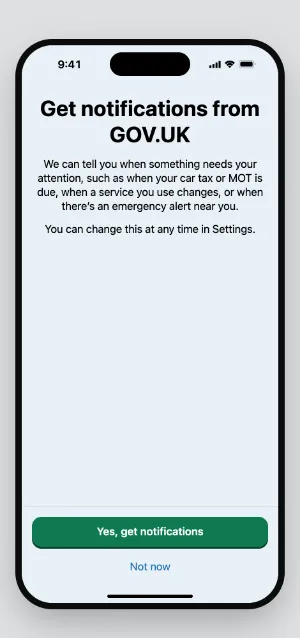 9:41
Get notifications from
GOV.UK
We can tell you when something needs your
attention, such as when your car tax or MOT is
due, when a service you use changes, or when
there's an emergency alert near you.
You can change this at any time in Settings.
Yes, get notifications
Not now